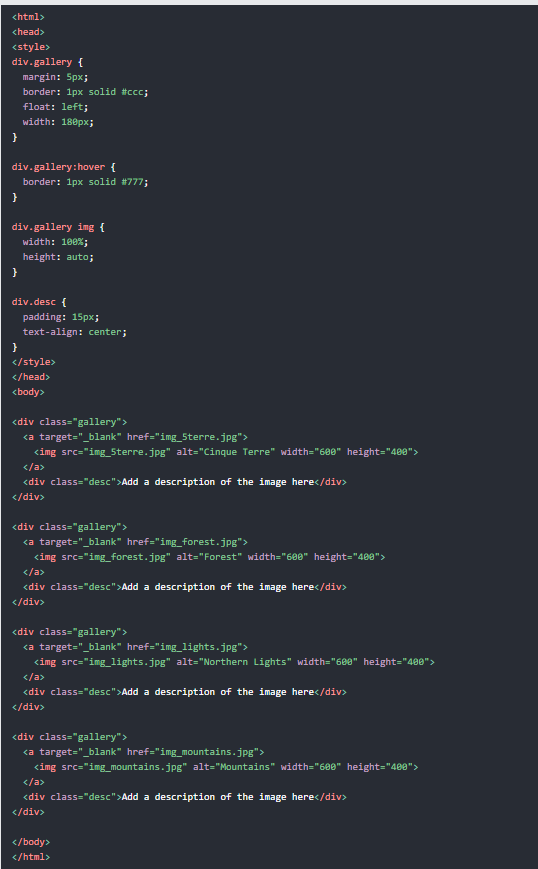 <html>
<head>
<style>
div.gallery {
  margin: 5px;
  border: 1px solid #ccc;
  float: left;
  width: 180px;
}

div.gallery:hover {
  border: 1px solid #777;
}

div.gallery img {
  width: 100%;
  height: auto;
}

div.desc {
  padding: 15px;
  text-align: center;
}
</style>
</head>
<body>

<div class="gallery">
  <a target="_blank" href="img_5terre.jpg">
    <img src="img_5terre.jpg" alt="Cinque Terre" width="600" height="400">
  </a>
  <div class="desc">Add a description of the image here</div>
</div>

<div class="gallery">
  <a target="_blank" href="img_forest.jpg">
    <img src="img_forest.jpg" alt="Forest" width="600" height="400">
  </a>
  <div class="desc">Add a description of the image here</div>
</div>

<div class="gallery">
  <a target="_blank" href="img_lights.jpg">
    <img src="img_lights.jpg" alt="Northern Lights" width="600" height="400">
  </a>
  <div class="desc">Add a description of the image here</div>
</div>

<div class="gallery">
  <a target="_blank" href="img_mountains.jpg">
    <img src="img_mountains.jpg" alt="Mountains" width="600" height="400">
  </a>
  <div class="desc">Add a description of the image here</div>
</div>

</body>
</html>